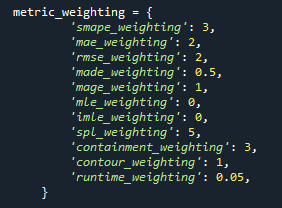 metric_weighting = {
'smape_weighting': 3,
'mae_weighting': 2,
'rmse_weighting': 2,
'made_weighting': 0.5,
'mage_weighting': 1,
'mle_weighting': 0,
'imle_weighting': 0,
'spl_weighting': 5,
'containment_weighting': 3,
'contour_weighting': 1,
'runtime_weighting': 0.05,
}